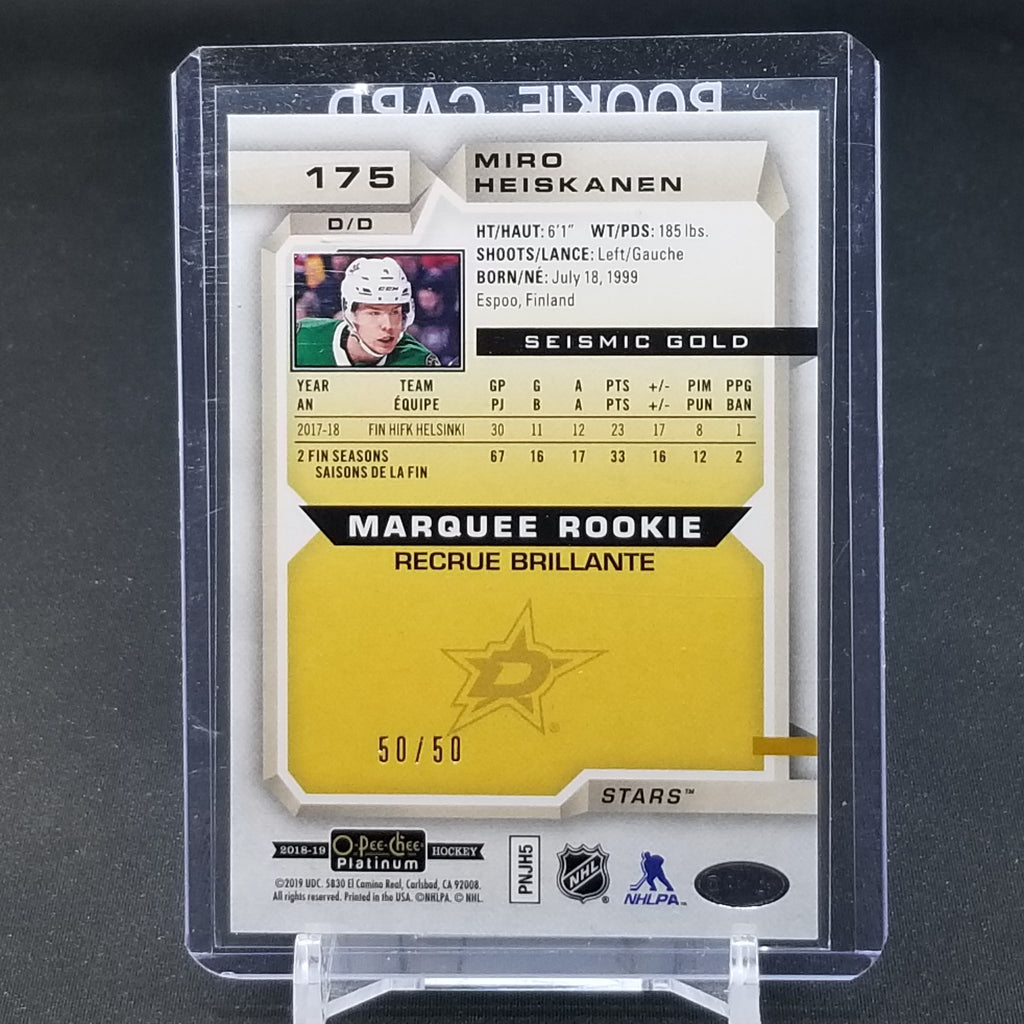 ROOKIE CARD
175
MIRO
HEISKANEN
D/D
HT/HAUT: 6'1" WT/PDS: 185 lbs.
SHOOTS/LANCE: Left/Gauche
BORN/NÉ: July 18, 1999
Espoo, Finland
SEISMIC GOLD
YEAR TEAM GP G A PTS +/- PIM PPG
AN ÉQUIPE PJ B A PTS +/- PUN BAN
2017-18 FIN HIFK HELSINKI 30 11 12 23 17 8 1
2 FIN SEASONS 67 16 17 33 16 12 2
SAISONS DE LA FIN
MARQUEE ROOKIE
RECRUE BRILLANTE
D
®
50/50
STARS™
2018-19 O-Pee-Chee Platinum HOCKEY
©2019 UDC. 5830 El Camino Real, Carlsbad, CA 92008.
All rights reserved. Printed in the USA. ©NHLPA. © NHL.
PNJH5
NHL®
NHLPA™